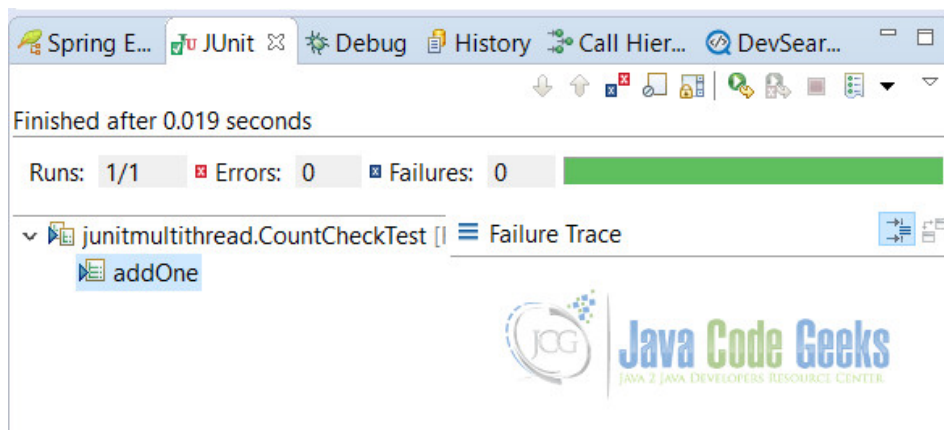 Spring E... JUnit Debug History Call Hier... DevSear...
Finished after 0.019 seconds
Runs: 1/1 Errors: 0 Failures: 0
junitmultithread.CountCheckTest [ Failure Trace
addOne
JCG Java Code Geeks
JAVA 2 JAVA DEVELOPERS RESOURCE CENTER